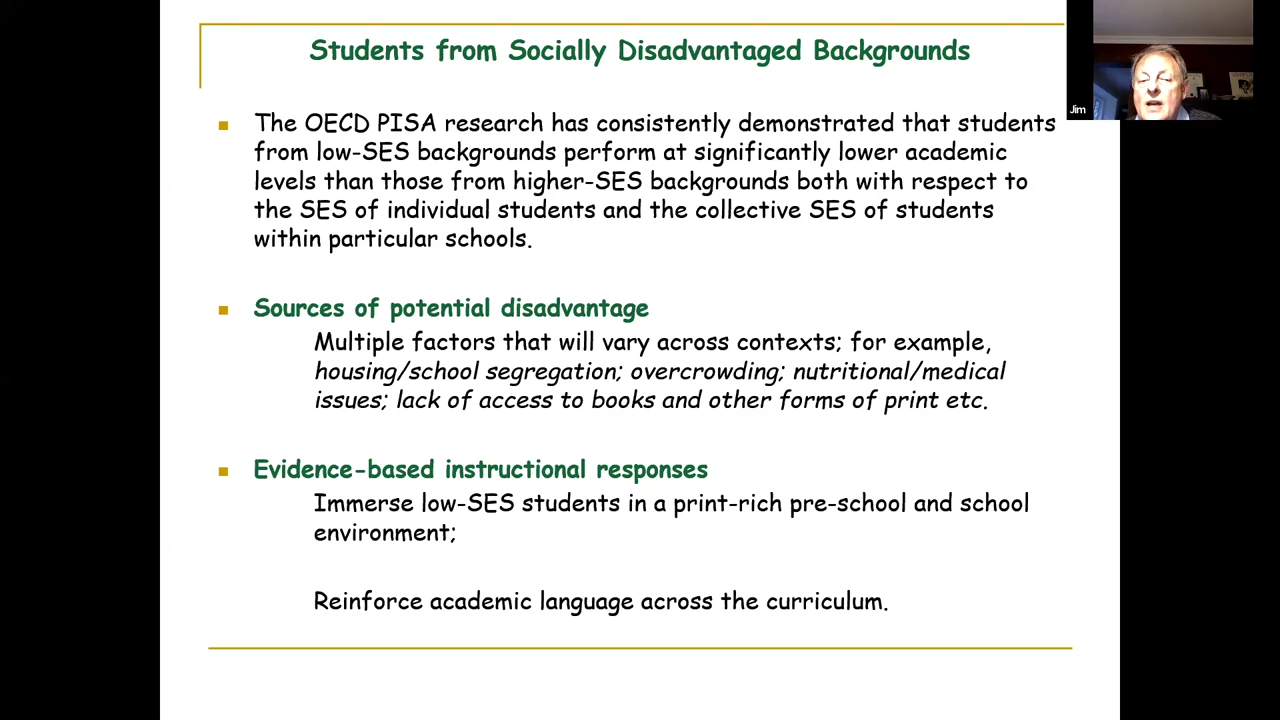 Students from Socially Disadvantaged Backgrounds
The OECD PISA research has consistently demonstrated that students
from low-SES backgrounds perform at significantly lower academic
levels than those from higher-SES backgrounds both with respect to
the SES of individual students and the collective SES of students
within particular schools.
Sources of potential disadvantage
Multiple factors that will vary across contexts; for example,
housing/school segregation; overcrowding; nutritional/medical
issues; lack of access to books and other forms of print etc.
Evidence-based instructional responses
Immerse low-SES students in a print-rich pre-school and school
environment;
Reinforce academic language across the curriculum.
Jim